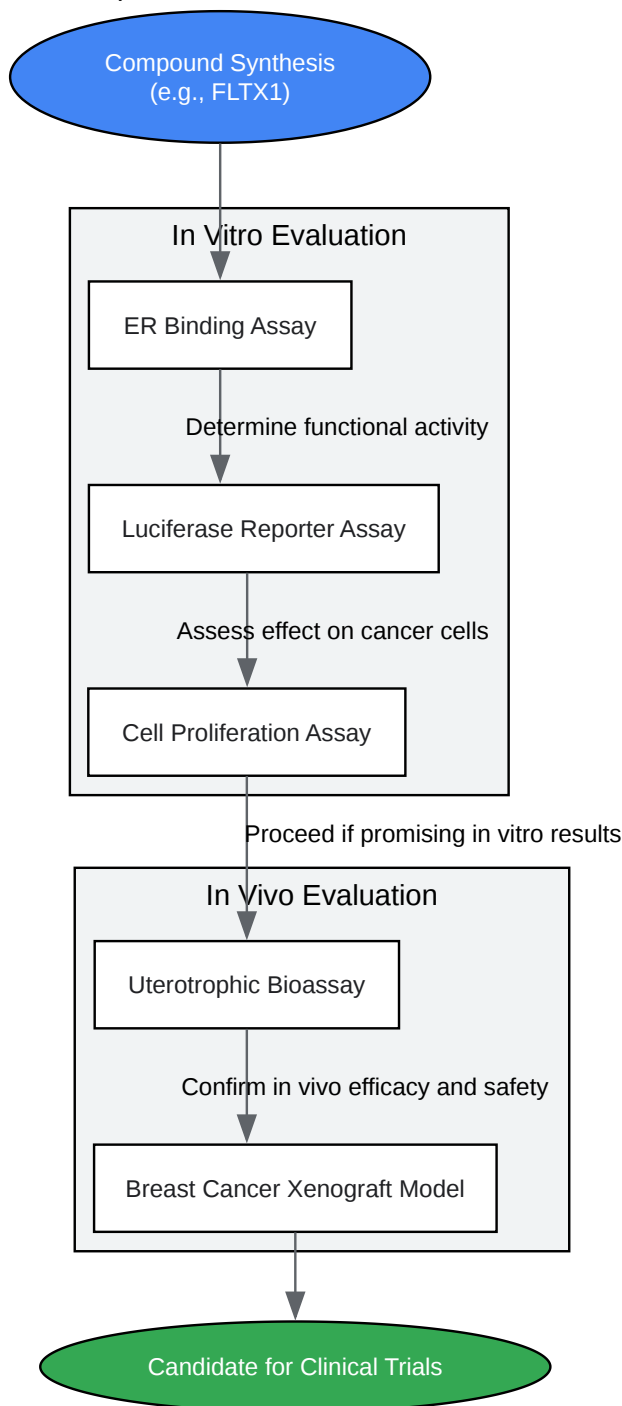 Compound Synthesis
(e.g., FLTX1)
In Vitro Evaluation
ER Binding Assay
Determine functional activity
Luciferase Reporter Assay
Assess effect on cancer cells
Cell Proliferation Assay
Proceed if promising in vitro results
In Vivo Evaluation
Uterotrophic Bioassay
Confirm in vivo efficacy and safety
Breast Cancer Xenograft Model
Candidate for Clinical Trials